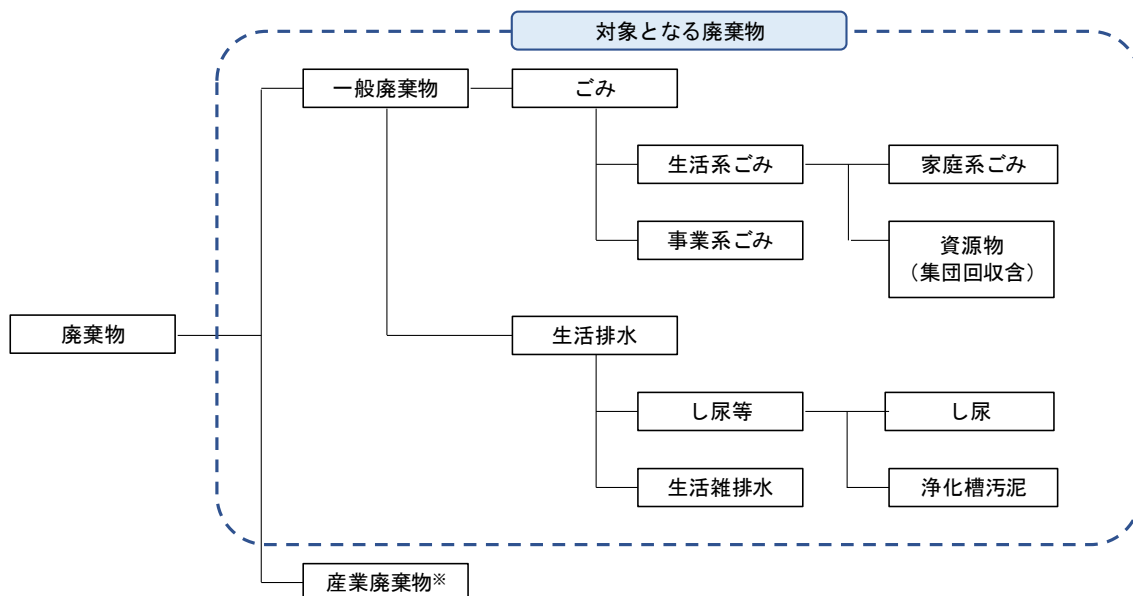 対象となる廃棄物
一般廃棄物
ごみ
生活系ごみ
家庭系ごみ
事業系ごみ
資源物
（集団回収含）
廃棄物
生活排水
し尿等
し尿
生活雑排水
浄化槽汚泥
産業廃棄物※